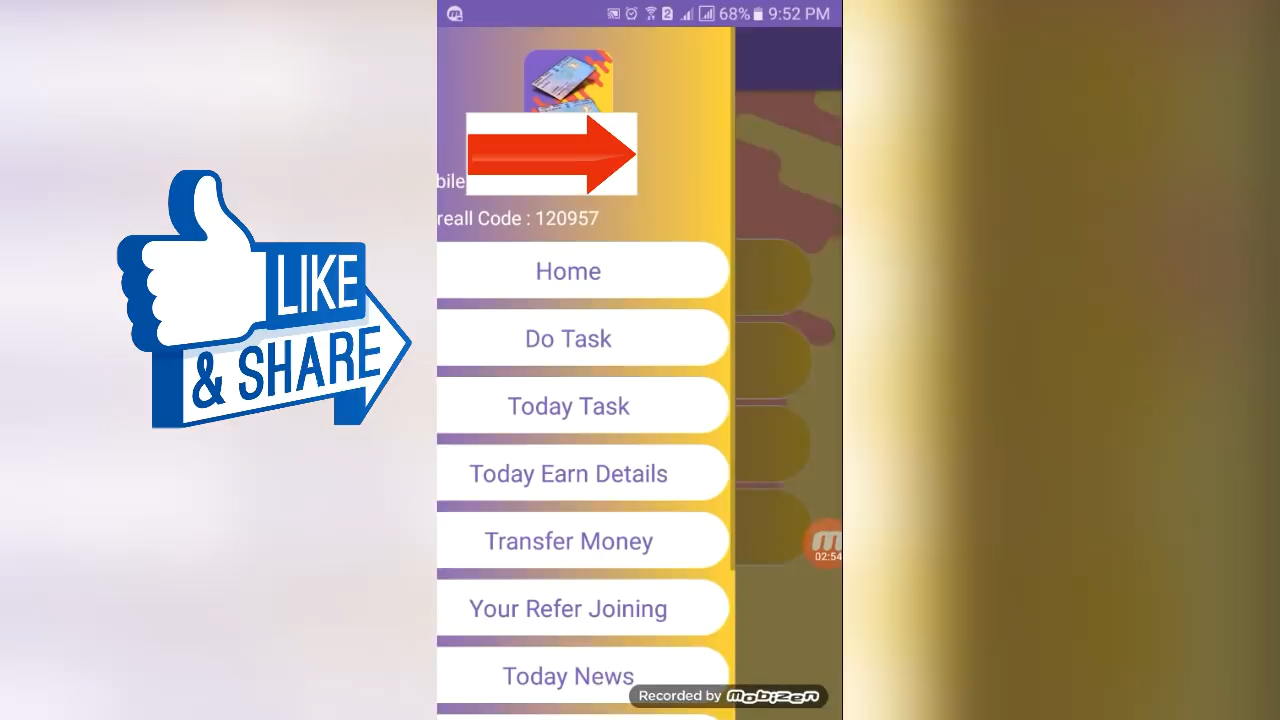 68% 9:52 PM
bile
reall Code : 120957
Home
Do Task
Today Task
Today Earn Details
Transfer Money
Your Refer Joining
Today News
LIKE
& SHARE
02:54
Recorded by Mobizen